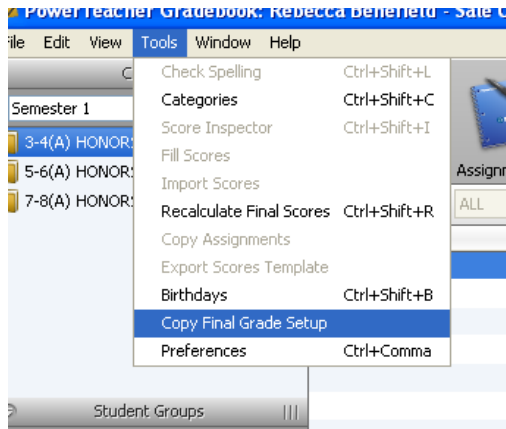 PowerTeacher Gradebook: Rebecca Benefield - Sale
File Edit View Tools Window Help
C
Semester 1
3-4(A) HONOR
5-6(A) HONOR
7-8(A) HONOR
Check Spelling Ctrl+Shift+L
Categories Ctrl+Shift+C
Score Inspector Ctrl+Shift+I
Fill Scores
Import Scores
Recalculate Final Scores Ctrl+Shift+R
Copy Assignments
Export Scores Template
Birthdays Ctrl+Shift+B
Copy Final Grade Setup
Preferences Ctrl+Comma
Assignr
ALL
Student Groups